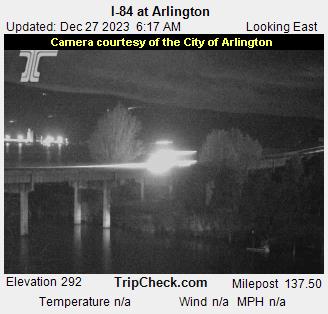 I-84 at Arlington
Updated: Dec 27 2023 6:17 AM Looking East
Camera courtesy of the City of Arlington
Elevation 292 TripCheck.com Milepost 137.50
Temperature n/a Wind n/a MPH n/a